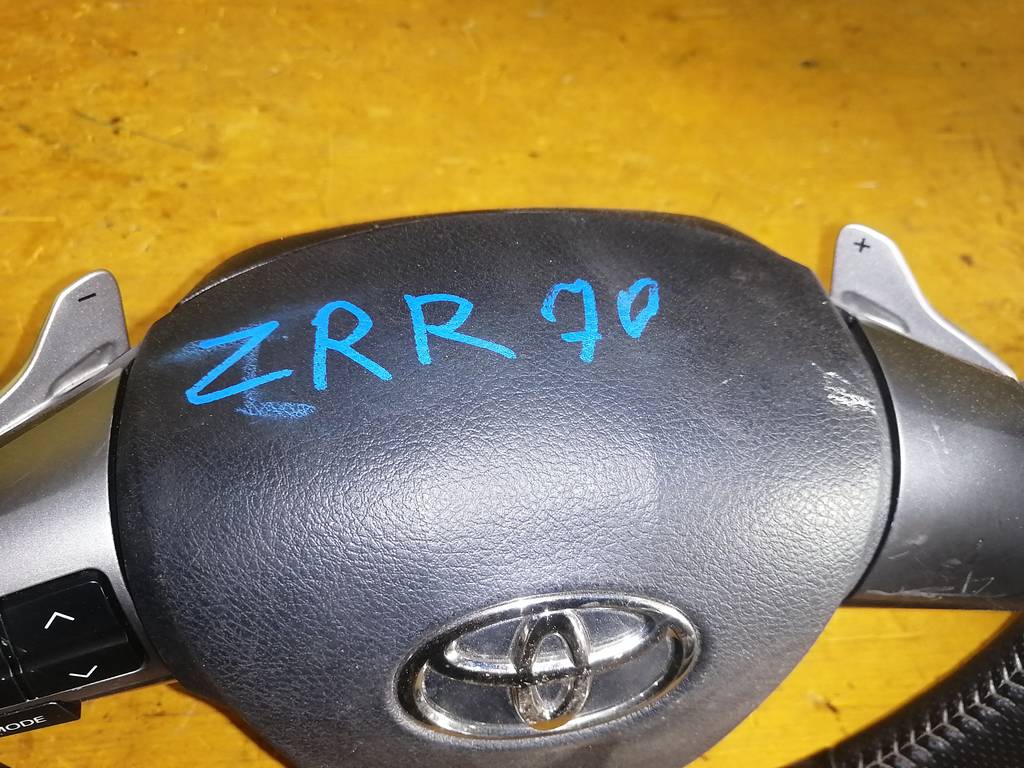 ZRR 70
-
+
MODE